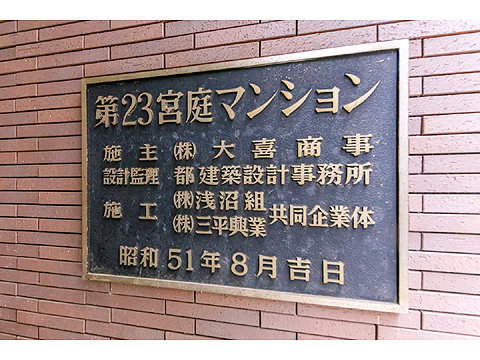 第23宮庭マンション
施主 (株)大喜商事
設計監理 都建築設計事務所
施工 (株)浅沼組 共同企業体
(株)三平興業
昭和51年8月吉日